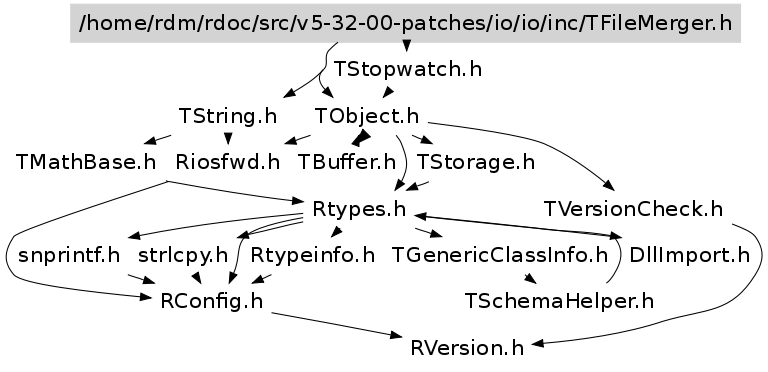 /home/rdm/rdoc/src/v5-32-00-patches/io/io/inc/TFileMerger.h
TStopwatch.h
TString.h
TObject.h
TMathBase.h
Riosfwd.h
TBuffer.h
TStorage.h
Rtypes.h
TVersionCheck.h
snprintf.h
strlcpy.h
Rtypeinfo.h
TGenericClassInfo.h
DllImport.h
RConfig.h
TSchemaHelper.h
RVersion.h